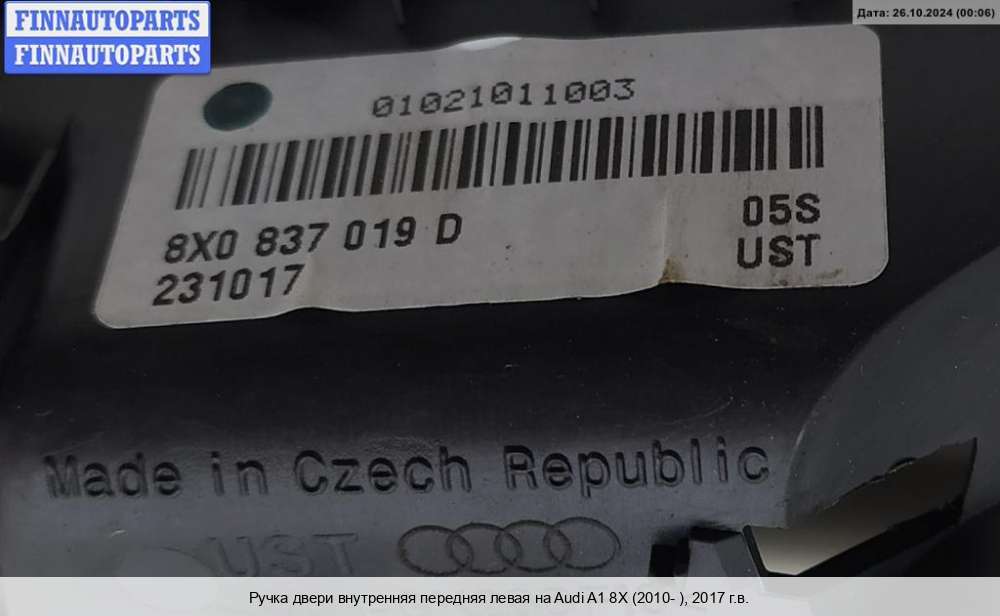 FINNAUTOPARTS
FINNAUTOPARTS
Дата: 26.10.2024 (00:06)
01021011003
8X0 837 019 D 05S
231017 UST
Made in Czech Republic
UST
Ручка двери внутренняя передняя левая на Audi A1 8X (2010- ), 2017 г.в.